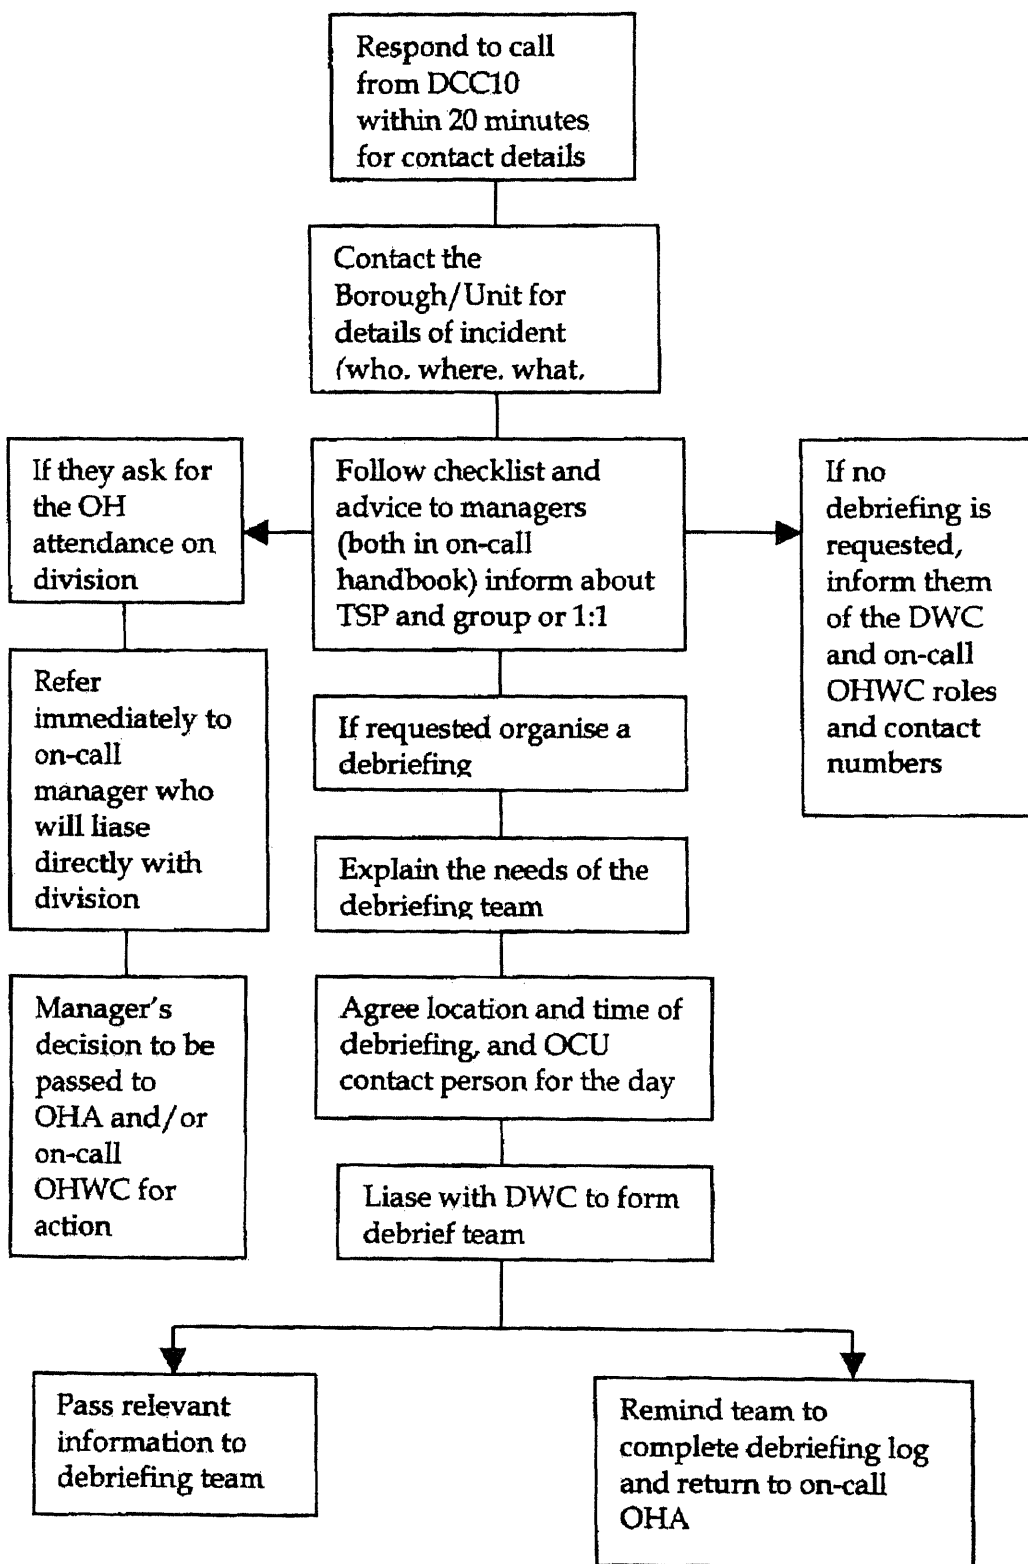 Respond to call
from DCC10
within 20 minutes
for contact details
Contact the
Borough/Unit for
details of incident
(who, where, what,
If they ask for
the OH
attendance on
division
Follow checklist and
advice to managers
(both in on-call
handbook) inform about
TSP and group or 1:1
If no
debriefing is
requested,
inform them
of the DWC
and on-call
OHWC roles
and contact
numbers
Refer
immediately to
on-call
manager who
will liase
directly with
division
If requested organise a
debriefing
Explain the needs of the
debriefing team
Manager's
decision to be
passed to
OHA and/or
on-call
OHWC for
action
Agree location and time of
debriefing, and OCU
contact person for the day
Liase with DWC to form
debrief team
Pass relevant
information to
debriefing team
Remind team to
complete debriefing log
and return to on-call
OHA